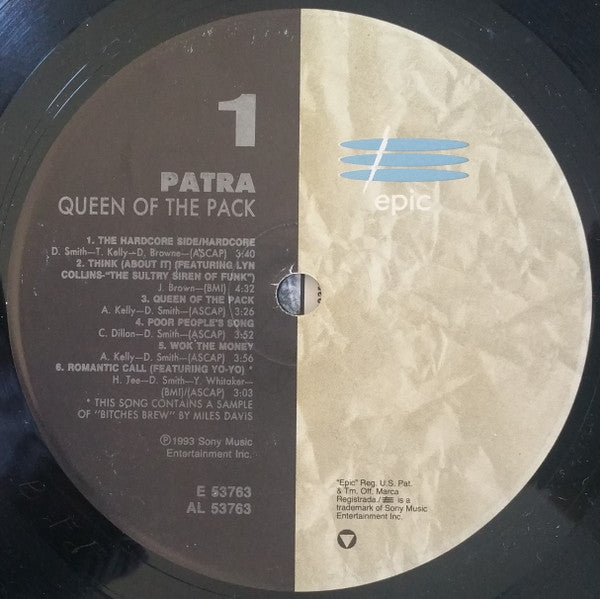 1
PATRA
QUEEN OF THE PACK
1. THE HARDCORE SIDE/HARDCORE
D. Smith—T. Kelly—D. Browne—(ASCAP) 3:40
2. THINK (ABOUT IT) (FEATURING LYN
COLLINS-"THE SULTRY SIREN OF FUNK")
J. Brown—(BMI) 4:32
3. QUEEN OF THE PACK
A. Kelly—D. Smith—(ASCAP) 3:26
4. POOR PEOPLE'S SONG
C. Dillon—D. Smith—(ASCAP) 3:52
5. WOK THE MONEY
A. Kelly—D. Smith—(ASCAP) 3:56
6. ROMANTIC CALL (FEATURING YO-YO) *
H. Tee—D. Smith—Y. Whitaker—
(BMI)/(ASCAP) 3:03
* THIS SONG CONTAINS A SAMPLE
OF "BITCHES BREW" BY MILES DAVIS
℗1993 Sony Music
Entertainment Inc.
E 53763
AL 53763
epic
"Epic" Reg. U.S. Pat.
& Tm. Off. Marca
Registrada./ is a
trademark of Sony Music
Entertainment Inc.